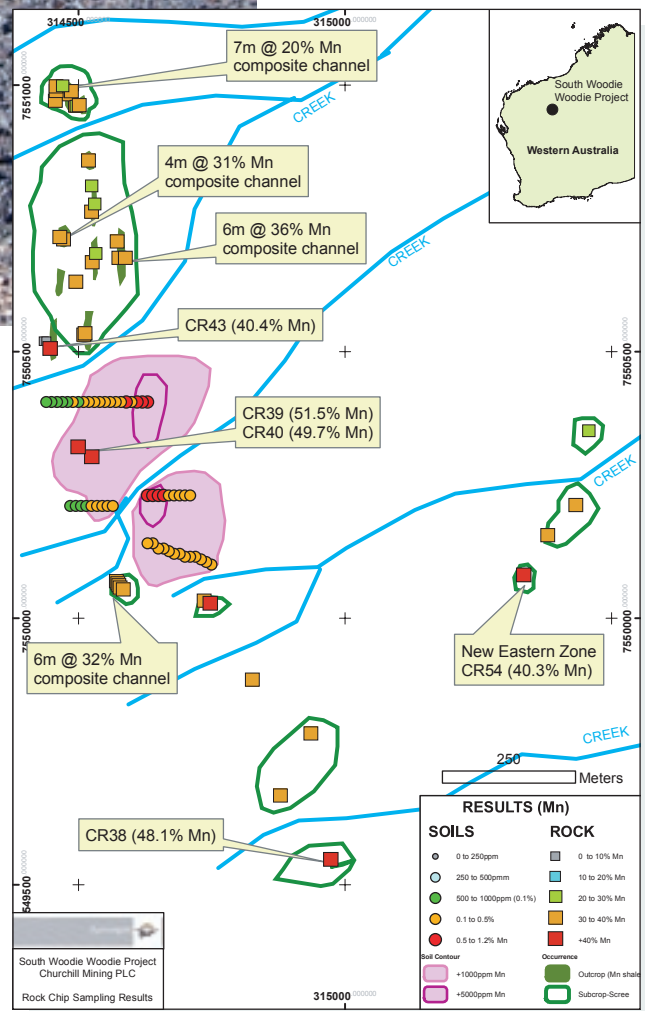 314500
315000
7551000
7m @ 20% Mn
composite channel
CREEK
South Woodie
Woodie Project
Western Australia
4m @ 31% Mn
composite channel
6m @ 36% Mn
composite channel
CREEK
CR43 (40.4% Mn)
7550500
CR39 (51.5% Mn)
CR40 (49.7% Mn)
CREEK
6m @ 32% Mn
composite channel
7550000
7550000
New Eastern Zone
CR54 (40.3% Mn)
CREEK
250
Meters
CR38 (48.1% Mn)
549500
RESULTS (Mn)
SOILS
ROCK
0 to 250ppm
0 to 10% Mn
250 to 500pmm
10 to 20% Mn
500 to 1000ppm (0.1%)
20 to 30% Mn
0.1 to 0.5%
30 to 40% Mn
0.5 to 1.2% Mn
+40% Mn
Soil Contour
Occurrence
+1000ppm Mn
Outcrop (Mn shale
+5000ppm Mn
Subcrop-Scree
South Woodie Woodie Project
Churchill Mining PLC
Rock Chip Sampling Results
315000